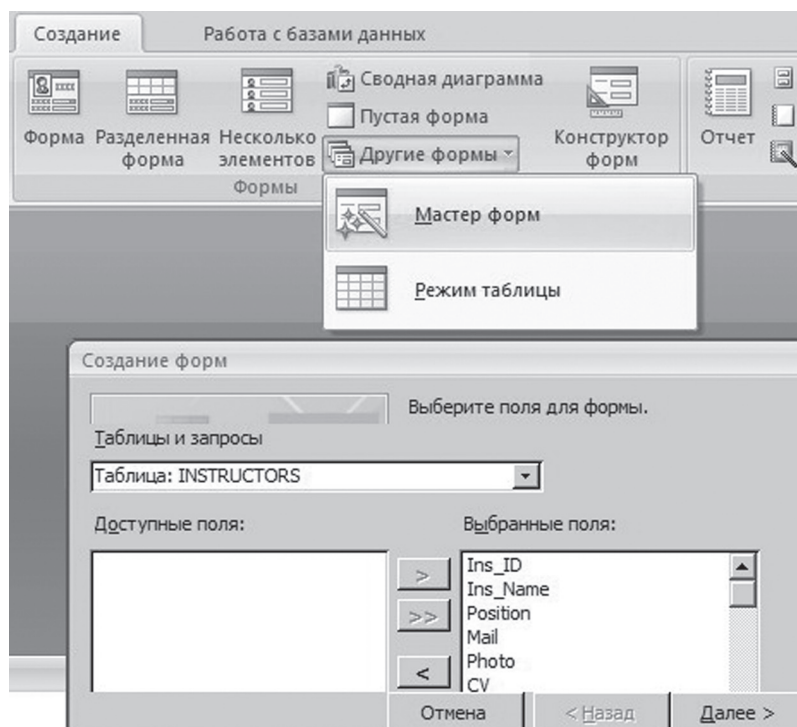 Создание Работа с базами данных
Форма
Разделенная форма
Несколько элементов
Сводная диаграмма
Пустая форма
Другие формы
Конструктор форм
Отчет
Формы
Мастер форм
Режим таблицы
Создание форм
Выберите поля для формы.
Таблицы и запросы
Таблица: INSTRUCTORS
Доступные поля: Выбранные поля:
Ins_ID
> Ins_Name
>> Position
Mail
Photo
< CV
Отмена < Назад Далее >